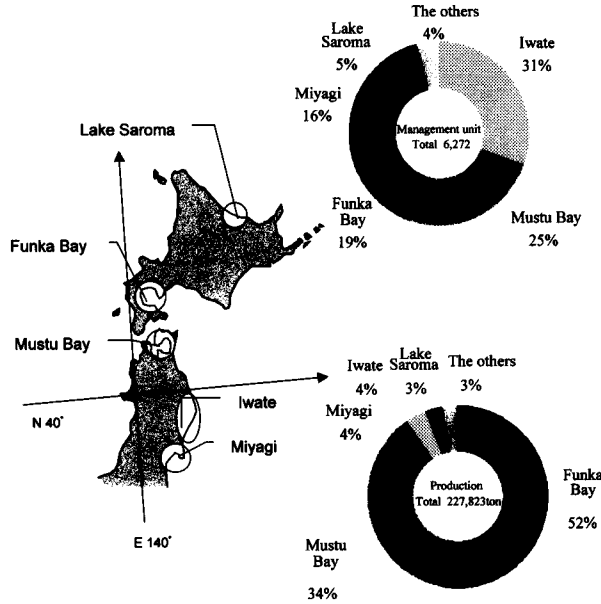 The others
4%
Lake
Saroma
5%
Iwate
31%
Miyagi
16%
Management unit
Total 6,272
Funka
Bay
19%
Mustu Bay
25%
Lake Saroma
Funka Bay
Mustu Bay
Iwate
Miyagi
N 40°
E 140°
Iwate
4%
Lake
Saroma
3%
The others
3%
Miyagi
4%
Production
Total 227,823ton
Funka
Bay
52%
Mustu
Bay
34%